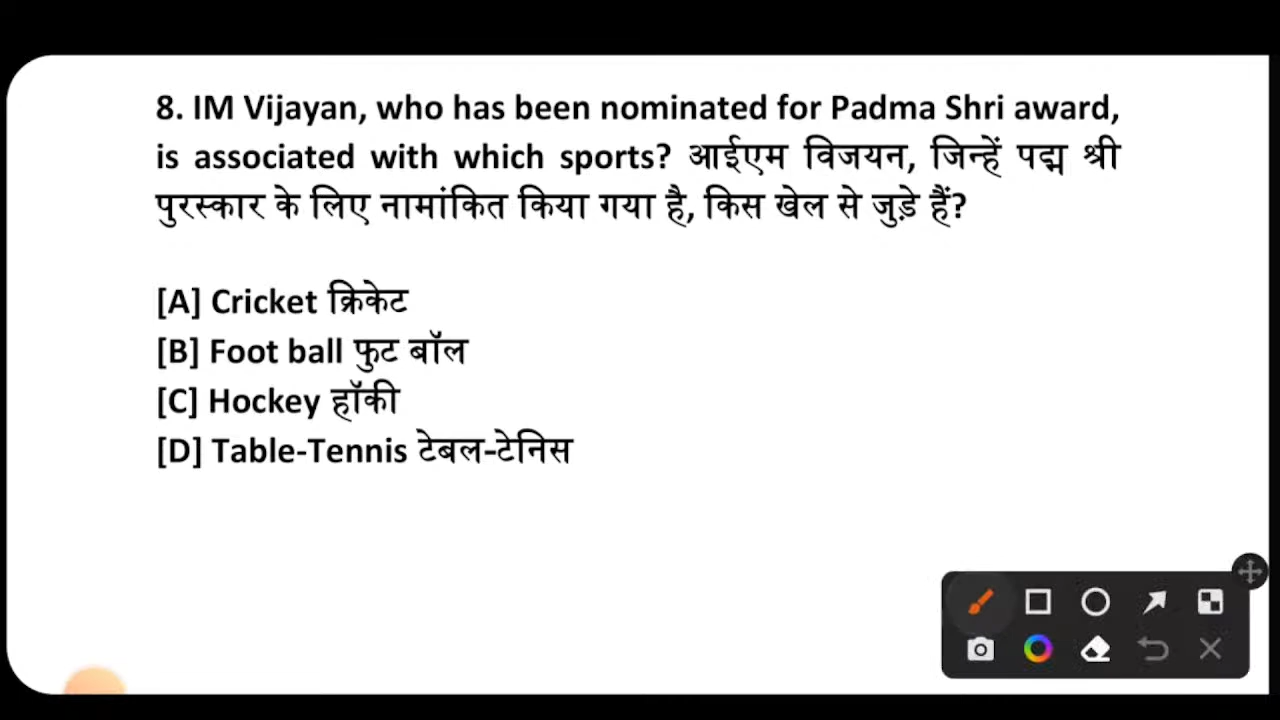 8. IM Vijayan, who has been nominated for Padma Shri award,
is associated with which sports? आईएम विजयन, जिन्हें पद्म श्री
पुरस्कार के लिए नामांकित किया गया है, किस खेल से जुड़े हैं?
[A] Cricket क्रिकेट
[B] Foot ball फुट बॉल
[C] Hockey हॉकी
[D] Table-Tennis टेबल-टेनिस